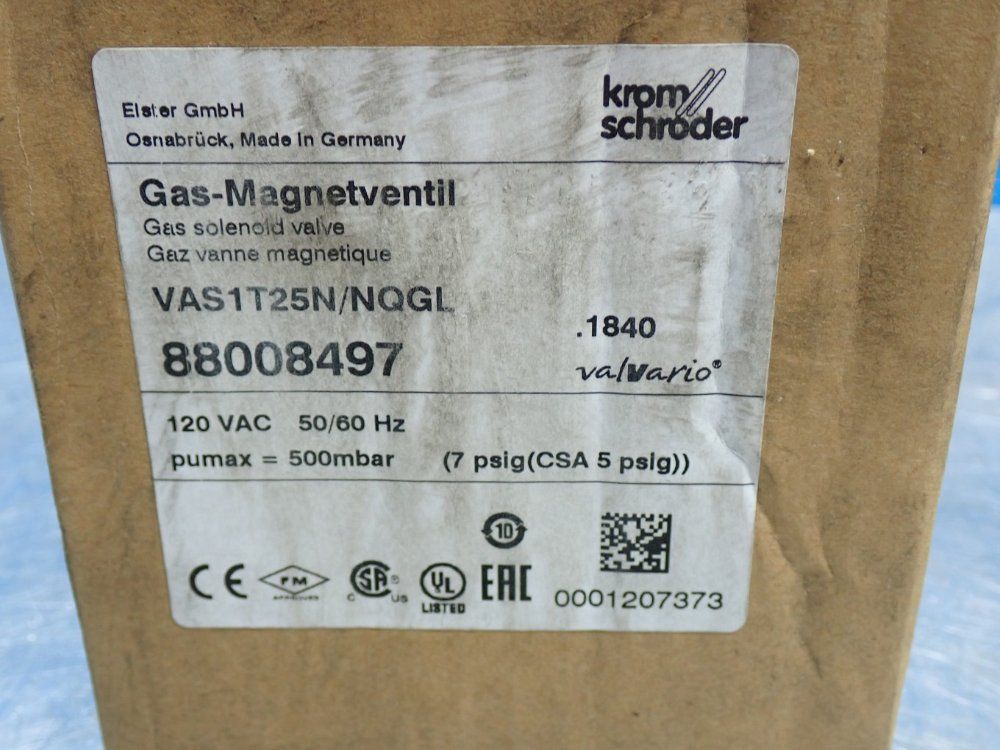 Elster GmbH
Osnabrück, Made in Germany
krom
schroder
Gas-Magnetventil
Gas solenoid valve
Gaz vanne magnetique
VAS1T25N/NQGL
88008497
.1840
valvario®
120 VAC 50/60 Hz
pumax = 500mbar (7 psig(CSA 5 psig))
10
CE
FM
APPROVED
C SA® US
UL
LISTED
EAC
0001207373